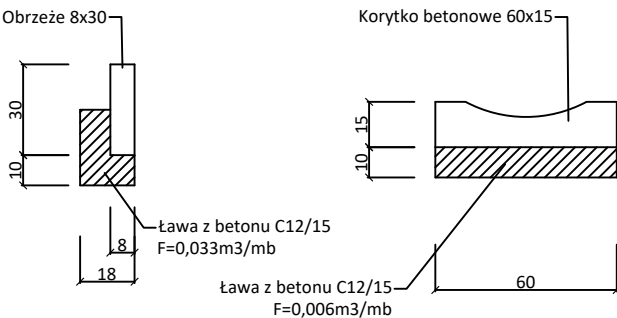 Obrzeże 8x30
30
10
8
18
Ława z betonu C12/15
F=0,033m3/mb
Korytko betonowe 60x15
15
10
60
Ława z betonu C12/15
F=0,006m3/mb